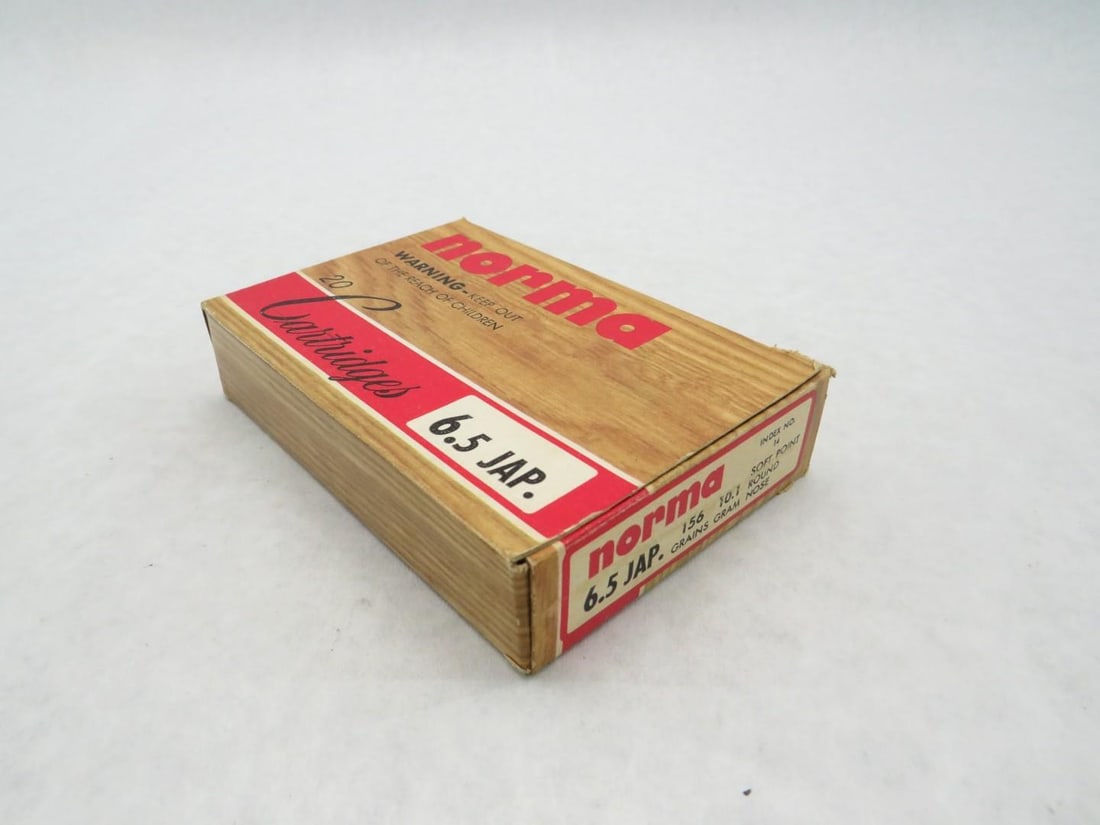 norma
WARNING-KEEP OUT
OF THE REACH OF CHILDREN
20
Cartridges
6.5 JAP.
norma
6.5 JAP.
156 10.1
GRAINS GRAM
INDEX NO.
14
SOFT POINT
ROUND
NOSE